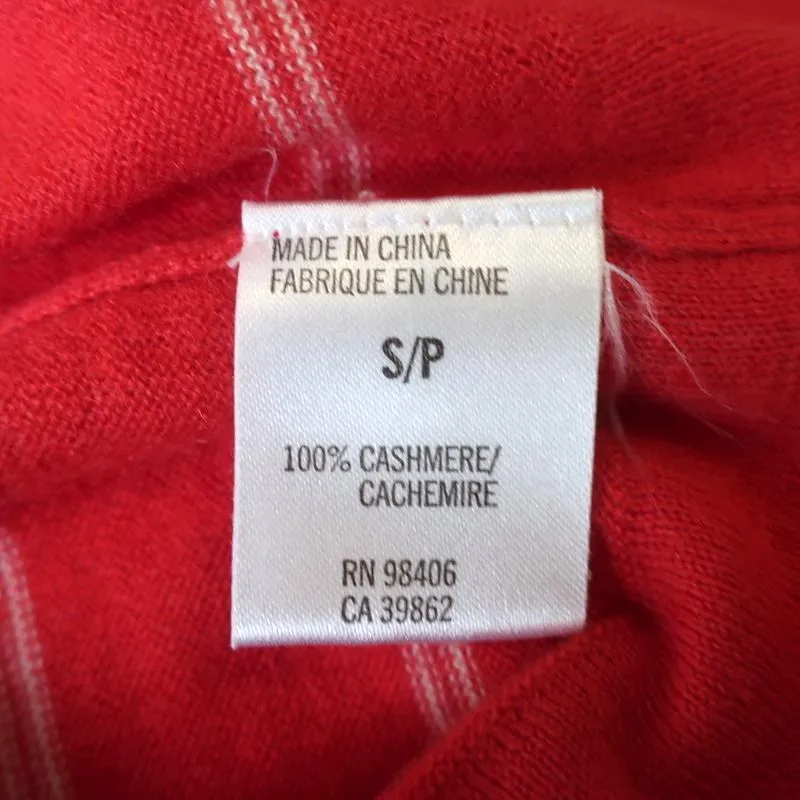 MADE IN CHINA
FABRIQUE EN CHINE
S/P
100% CASHMERE/
CACHEMIRE
RN 98406
CA 39862